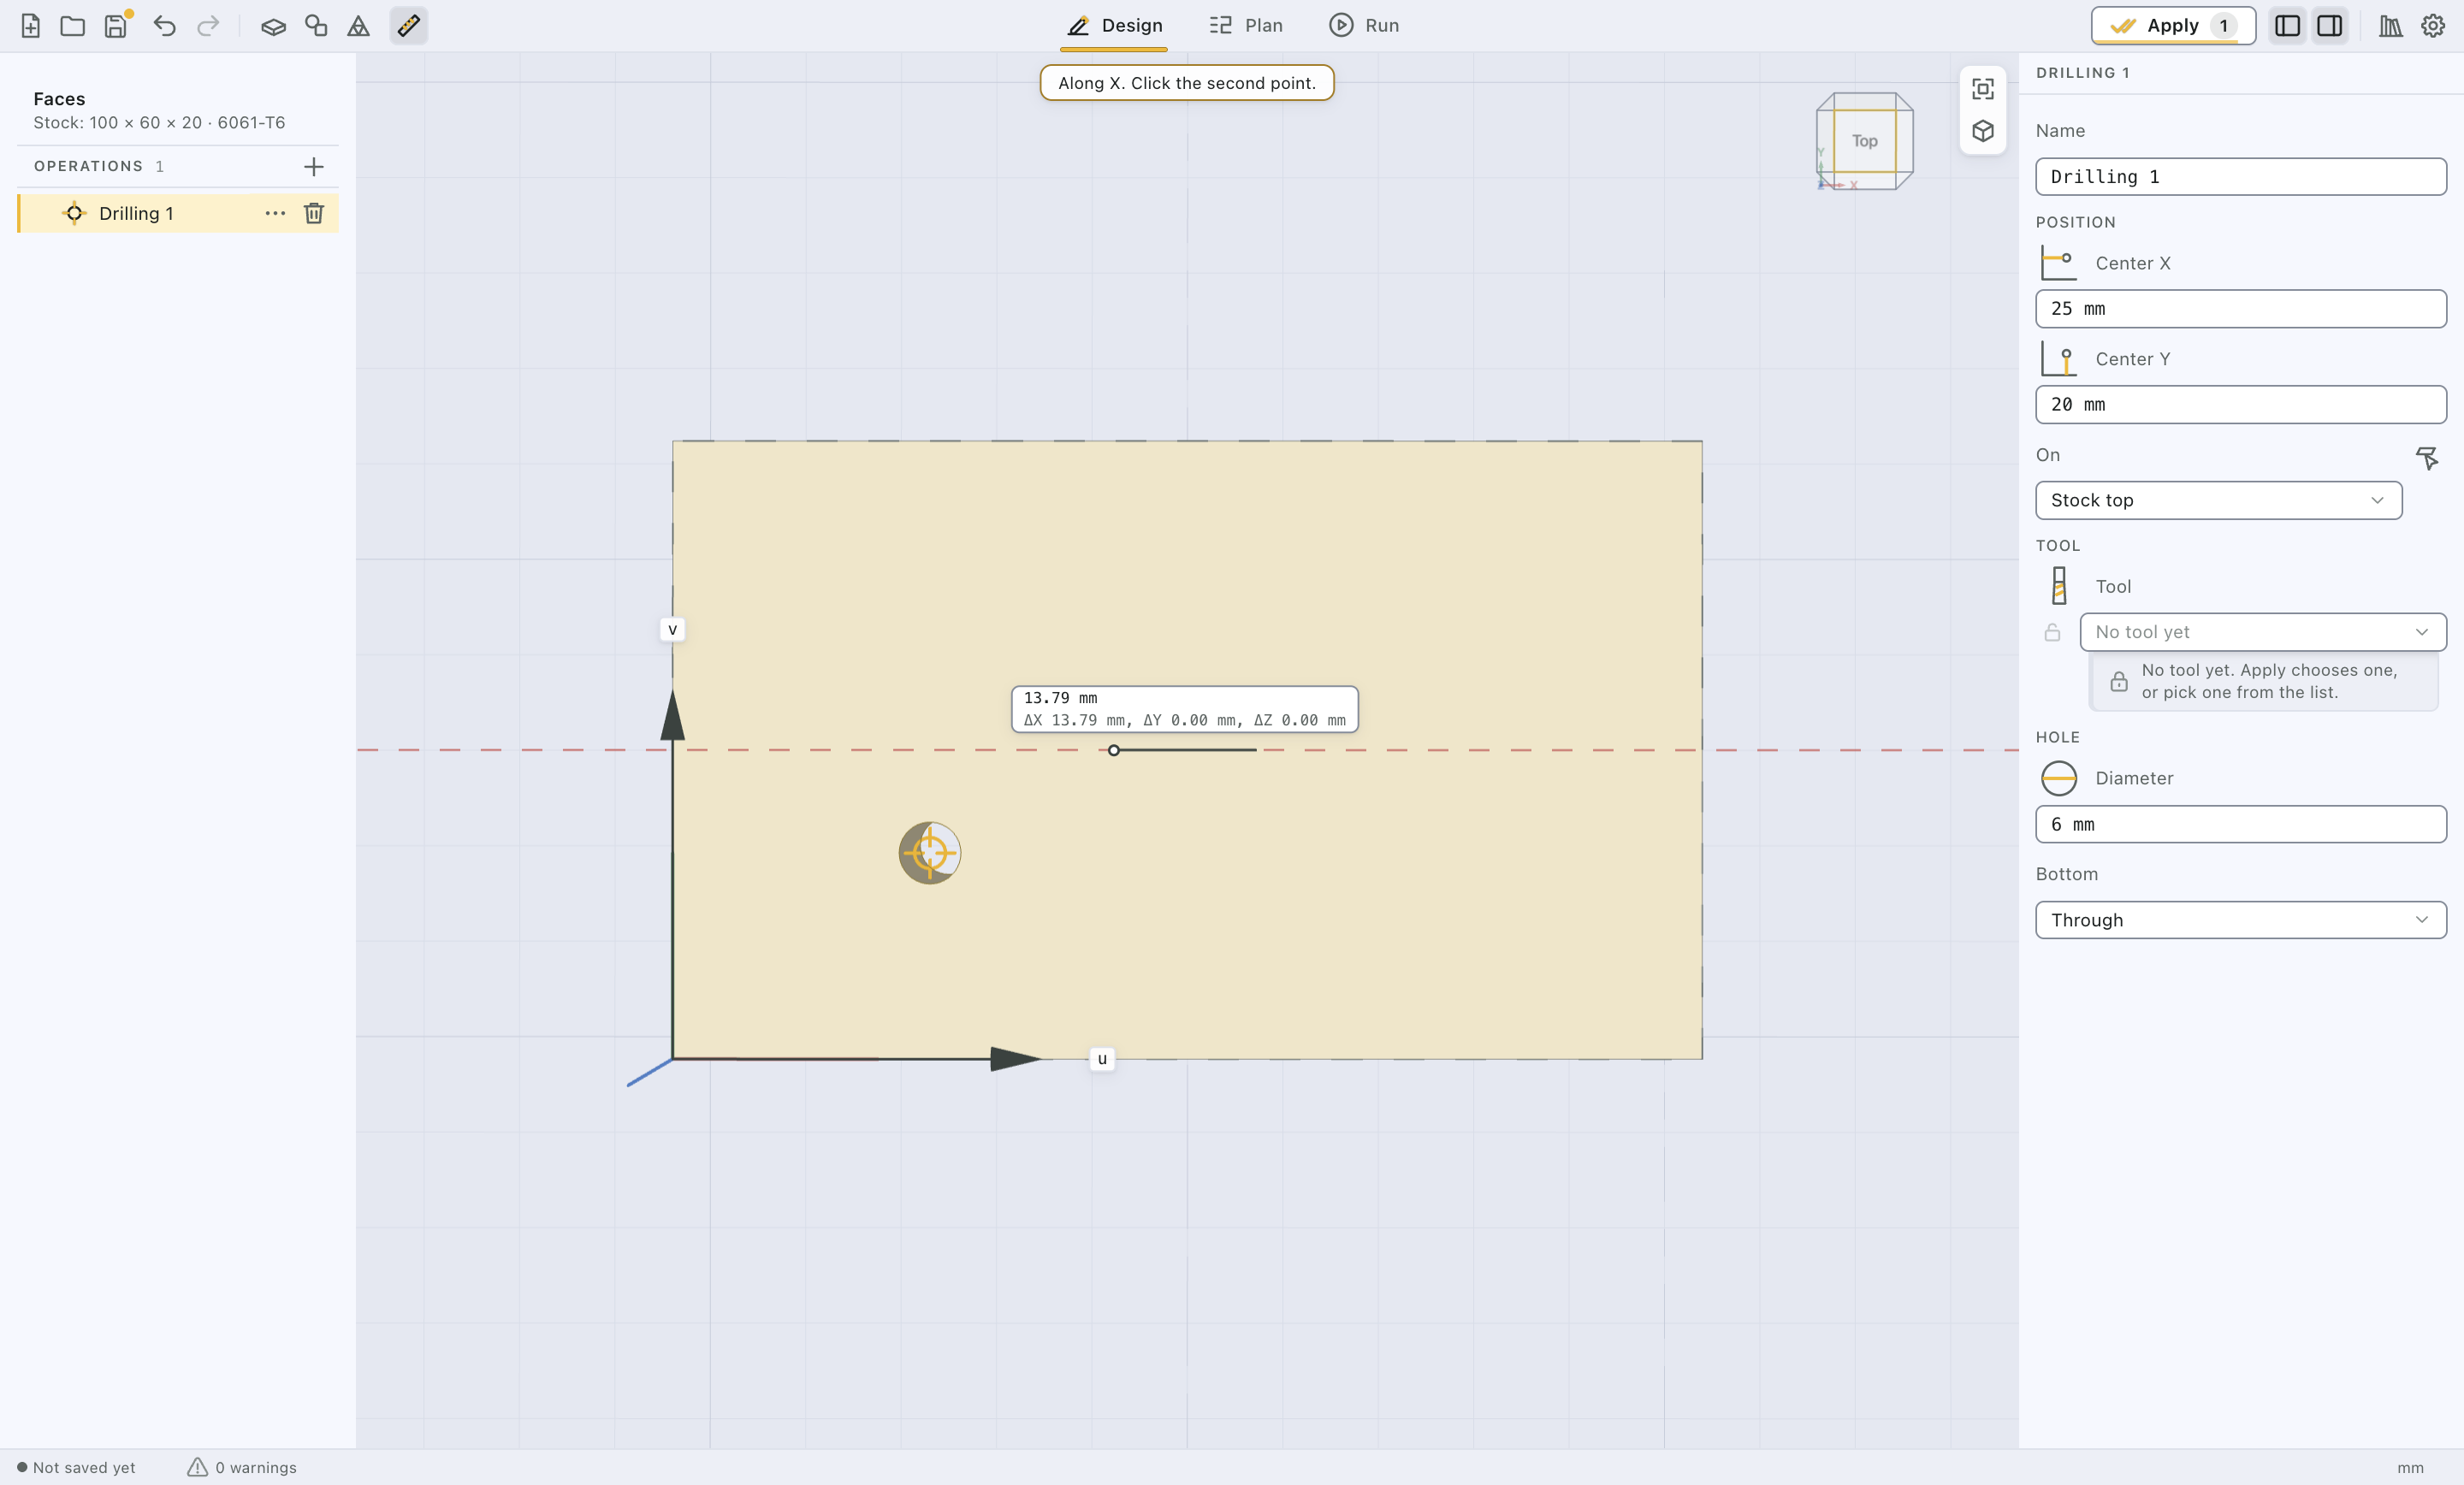 Design
Plan
Run
Apply 1
Faces
Stock: 100 × 60 × 20 · 6061-T6
OPERATIONS 1
Drilling 1
Along X. Click the second point.
Top
Y
X
Z
v
13.79 mm
ΔX 13.79 mm, ΔY 0.00 mm, ΔZ 0.00 mm
u
DRILLING 1
Name
Drilling 1
POSITION
Center X
25 mm
Center Y
20 mm
On
Stock top
TOOL
Tool
No tool yet
No tool yet. Apply chooses one,
or pick one from the list.
HOLE
Diameter
6 mm
Bottom
Through
Not saved yet
0 warnings
mm